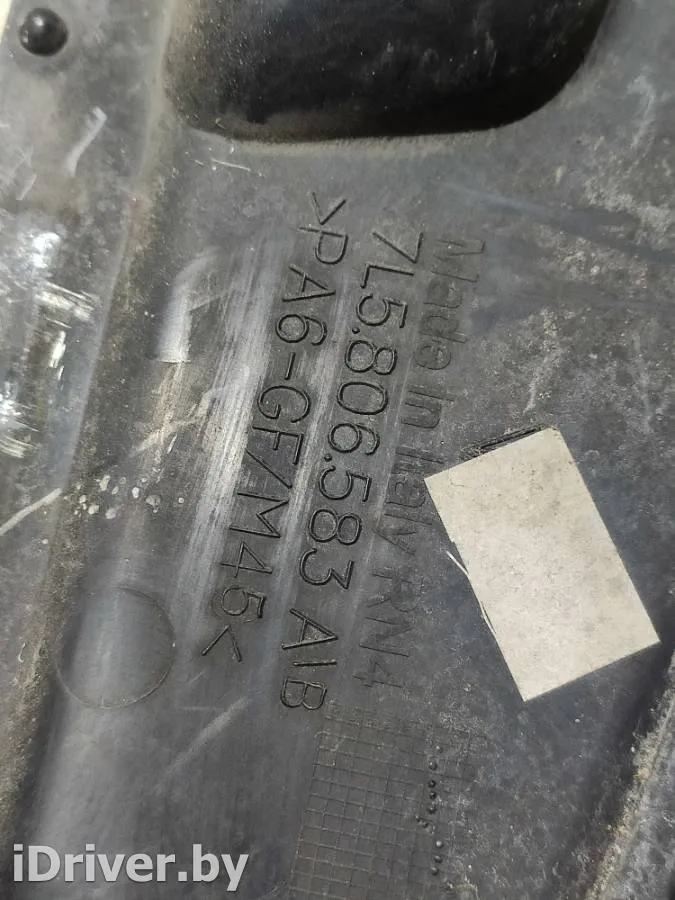 Made In Italy RN4
7L5.806.583 A|B
>PA6-GF/M45<
iDriver.by